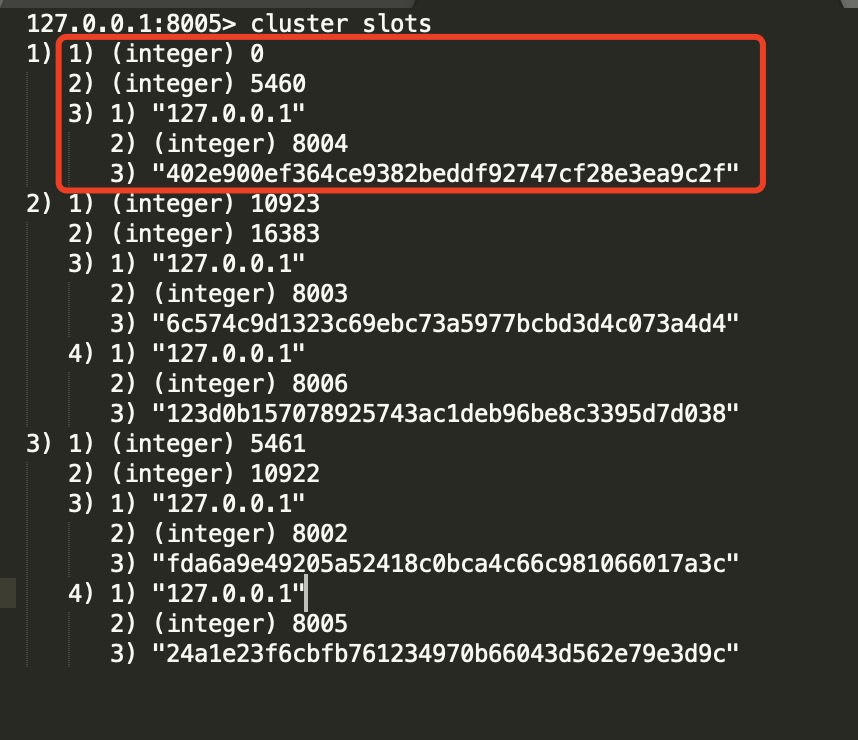 127.0.0.1:8005> cluster slots
1) 1) (integer) 0
2) (integer) 5460
3) 1) "127.0.0.1"
2) (integer) 8004
3) "402e900ef364ce9382beddf92747cf28e3ea9c2f"
2) 1) (integer) 10923
2) (integer) 16383
3) 1) "127.0.0.1"
2) (integer) 8003
3) "6c574c9d1323c69ebc73a5977bcbd3d4c073a4d4"
4) 1) "127.0.0.1"
2) (integer) 8006
3) "123d0b157078925743ac1deb96be8c3395d7d038"
3) 1) (integer) 5461
2) (integer) 10922
3) 1) "127.0.0.1"
2) (integer) 8002
3) "fda6a9e49205a52418c0bca4c66c981066017a3c"
4) 1) "127.0.0.1"
2) (integer) 8005
3) "24a1e23f6cbfb761234970b66043d562e79e3d9c"